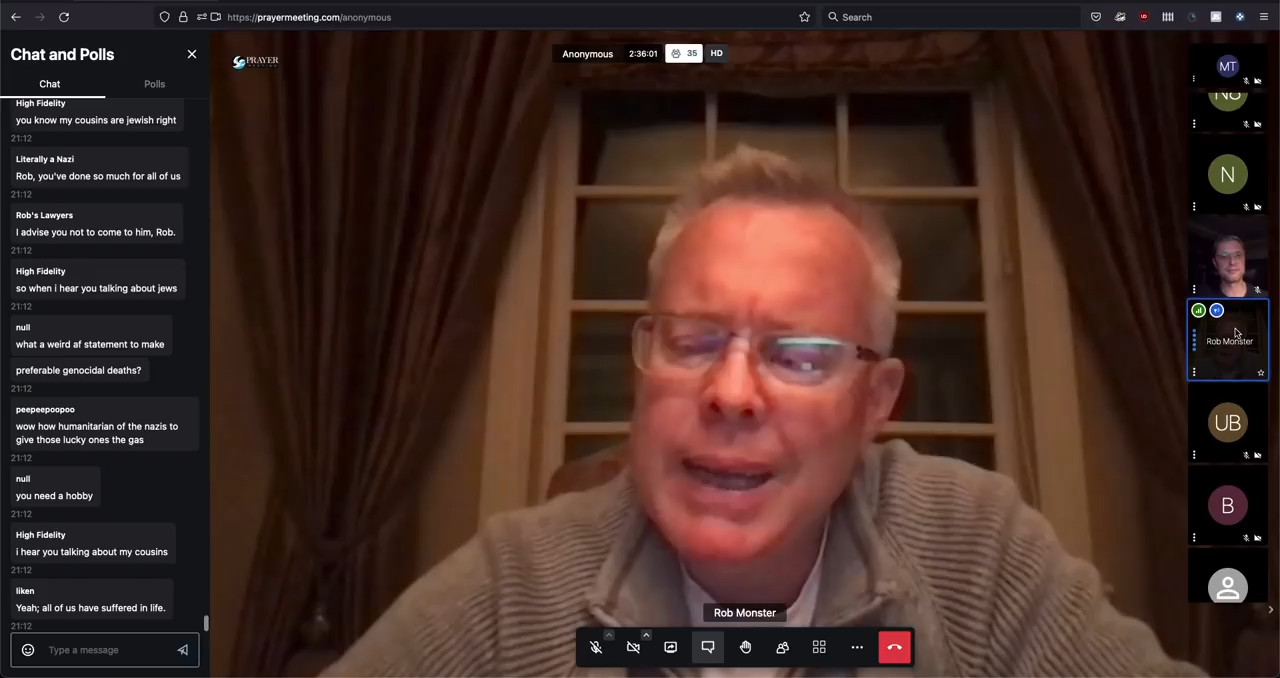 https://prayermeeting.com/anonymous
Search
Chat and Polls
Chat
Polls
High Fidelity
you know my cousins are jewish right
21:12
Literally a Nazi
Rob, you've done so much for all of us
21:12
Rob's Lawyers
I advise you not to come to him, Rob.
21:12
High Fidelity
so when i hear you talking about jews
21:12
null
what a weird af statement to make
preferable genocidal deaths?
21:12
peepeepoopoo
wow how humanitarian of the nazis to
give those lucky ones the gas
21:12
null
you need a hobby
21:12
High Fidelity
i hear you talking about my cousins
21:12
liken
Yeah; all of us have suffered in life.
21:12
Type a message
PRAYER
MEETING
Anonymous
2:36:01
35
HD
Rob Monster
MT
N
Rob Monster
UB
B